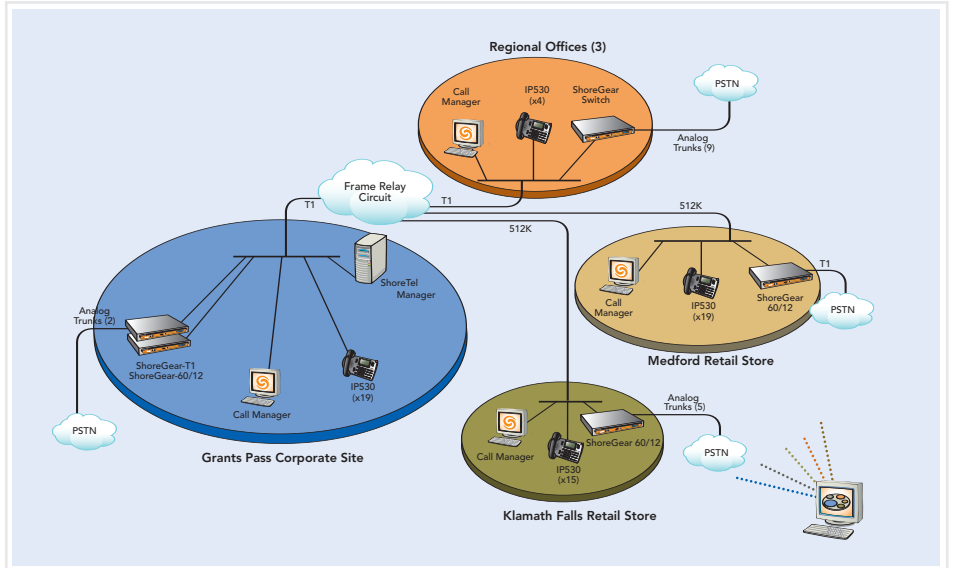 Regional Offices (3)
Call
Manager
IP530
(x4)
ShoreGear
Switch
PSTN
Analog
Trunks (9)
Frame Relay
Circuit
T1
T1
512K
512K
ShoreTel
Manager
Analog
Trunks (2)
ShoreGear-T1
ShoreGear-60/12
Call Manager
IP530
(x19)
PSTN
Grants Pass Corporate Site
Call
Manager
IP530
(x19)
ShoreGear
60/12
T1
PSTN
Medford Retail Store
Call Manager
IP530
(x15)
ShoreGear 60/12
Analog
Trunks (5)
PSTN
Klamath Falls Retail Store